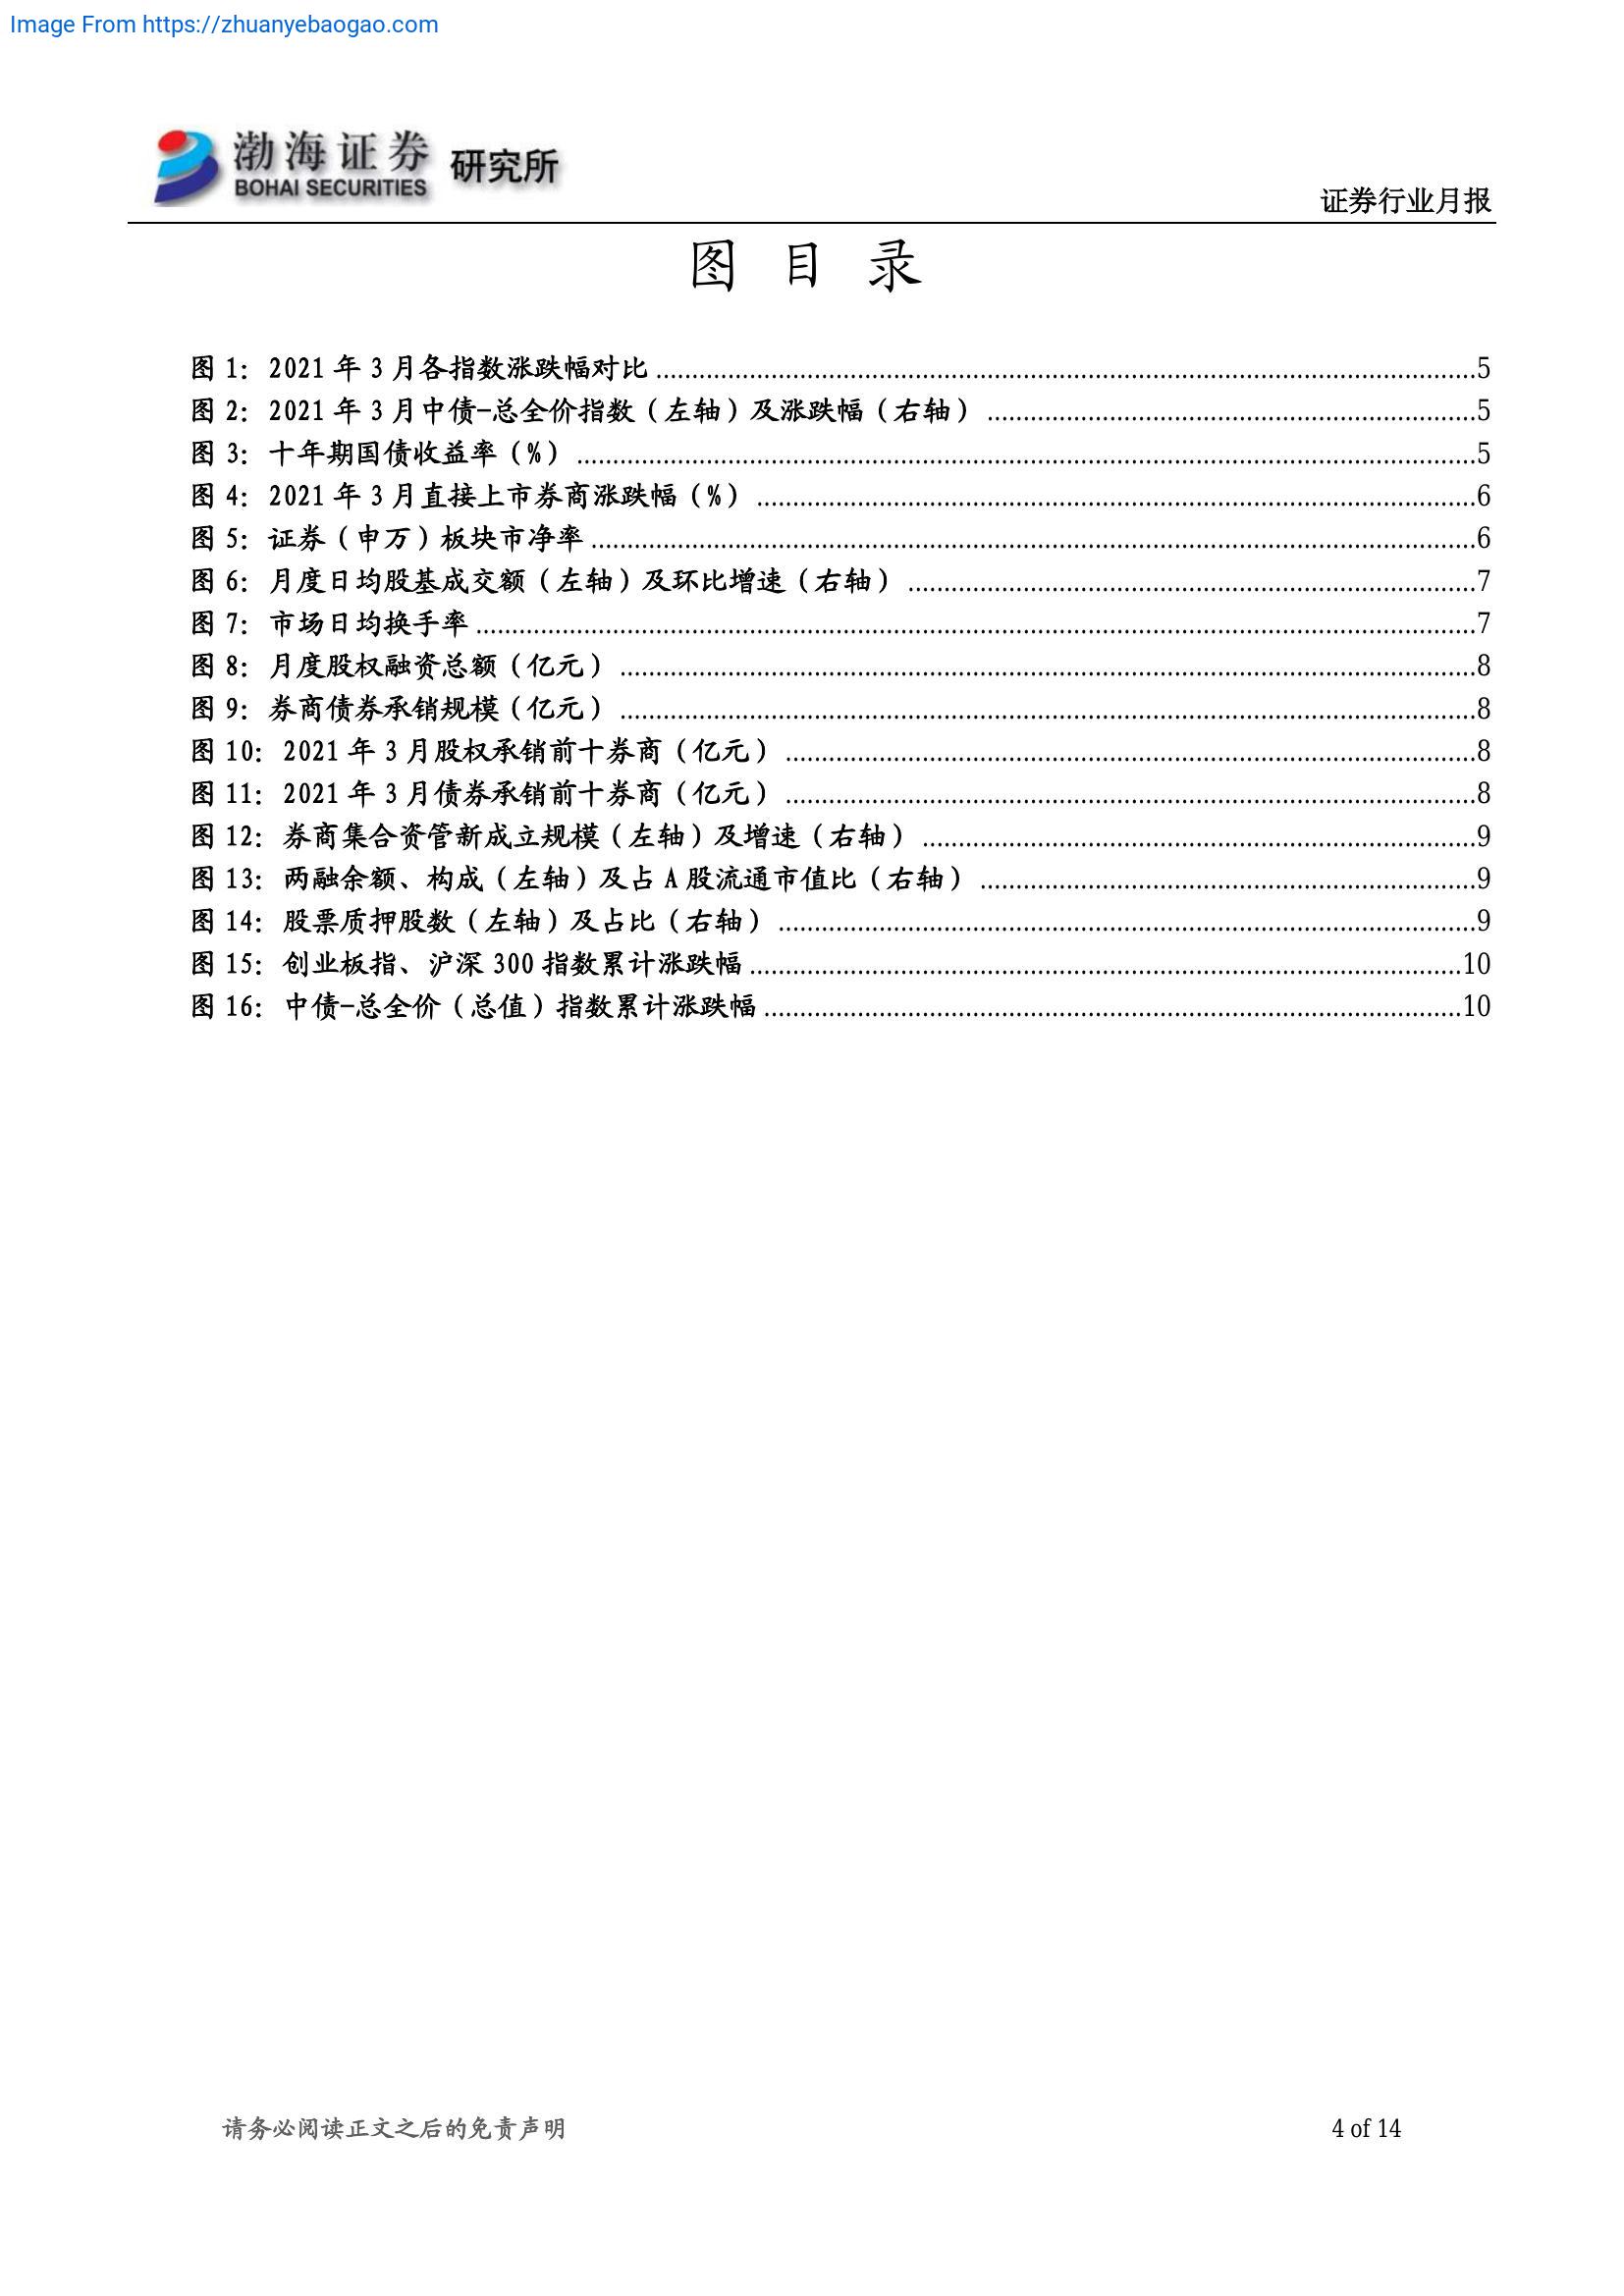 Image From https://zhuanyebaogao.com
渤海证券 研究所
BOHAI SECURITIES
证券行业月报
图 目 录
图 1：2021 年 3 月各指数涨跌幅对比 5
图 2：2021 年 3 月中债-总全价指数（左轴）及涨跌幅（右轴） 5
图 3：十年期国债收益率（%） 5
图 4：2021 年 3 月直接上市券商涨跌幅（%） 6
图 5：证券（申万）板块市净率 6
图 6：月度日均股基成交额（左轴）及环比增速（右轴） 7
图 7：市场日均换手率 7
图 8：月度股权融资总额（亿元） 8
图 9：券商债券承销规模（亿元） 8
图 10：2021 年 3 月股权承销前十券商（亿元） 8
图 11：2021 年 3 月债券承销前十券商（亿元） 8
图 12：券商集合资管新成立规模（左轴）及增速（右轴） 9
图 13：两融余额、构成（左轴）及占 A 股流通市值比（右轴） 9
图 14：股票质押股数（左轴）及占比（右轴） 9
图 15：创业板指、沪深 300 指数累计涨跌幅 10
图 16：中债-总全价（总值）指数累计涨跌幅 10
请务必阅读正文之后的免责声明 4 of 14